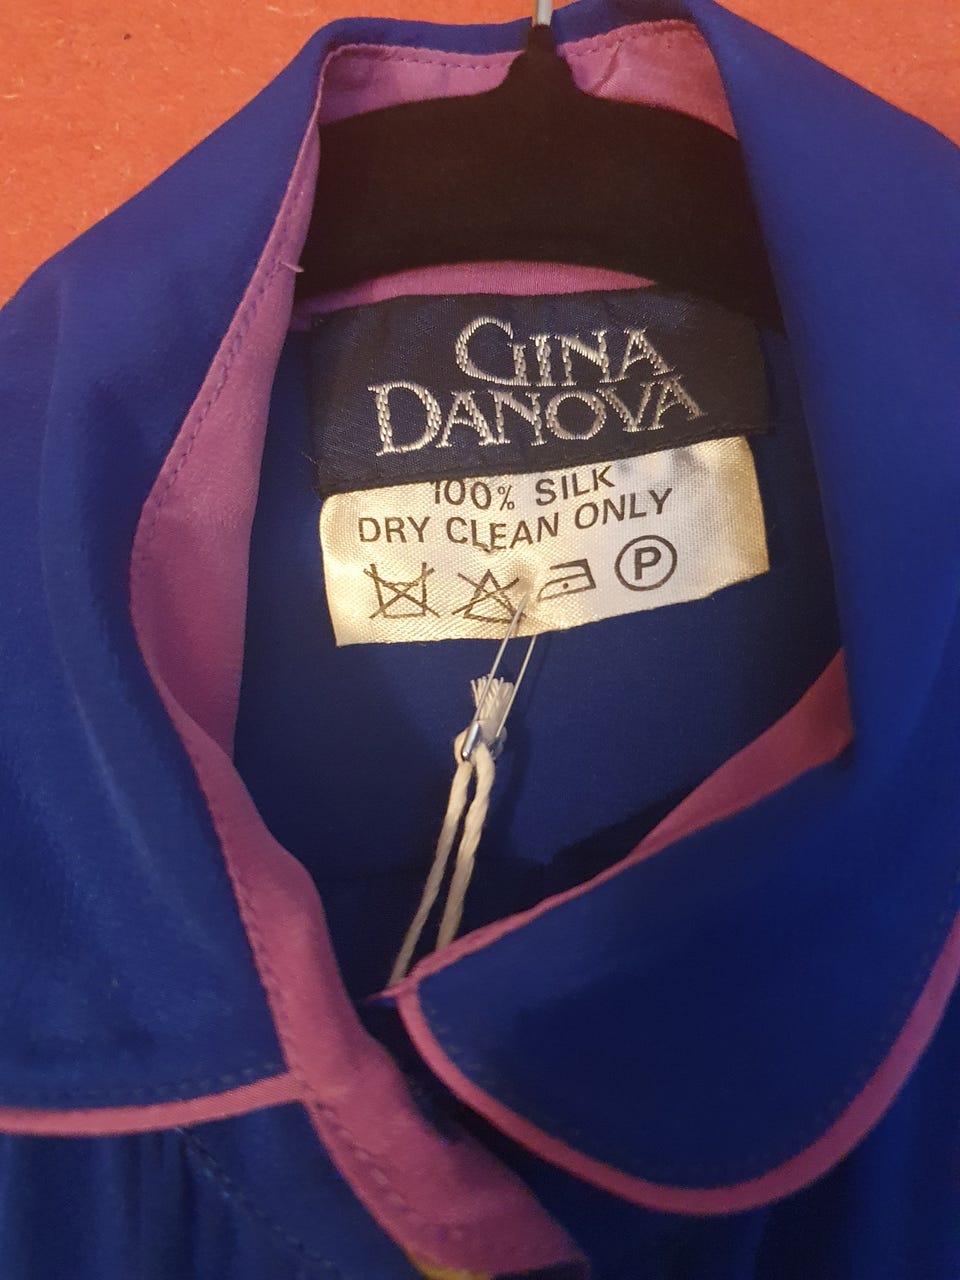 GINA
DANOVA
100% SILK
DRY CLEAN ONLY
P